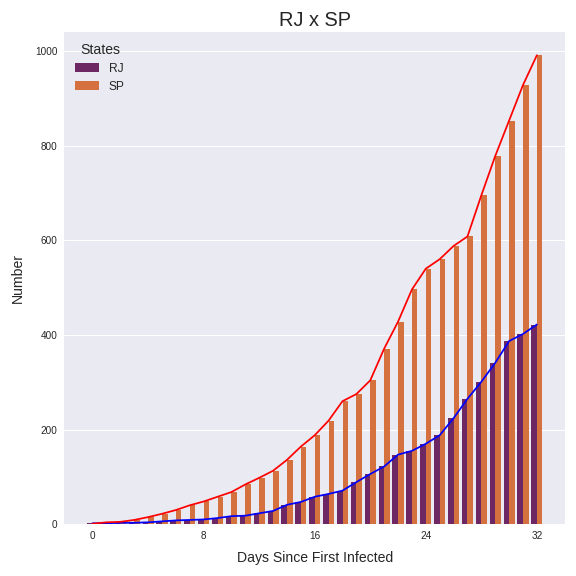 RJ x SP
States
RJ
SP
1000
800
600
400
200
0
Number
0 8 16 24 32
Days Since First Infected